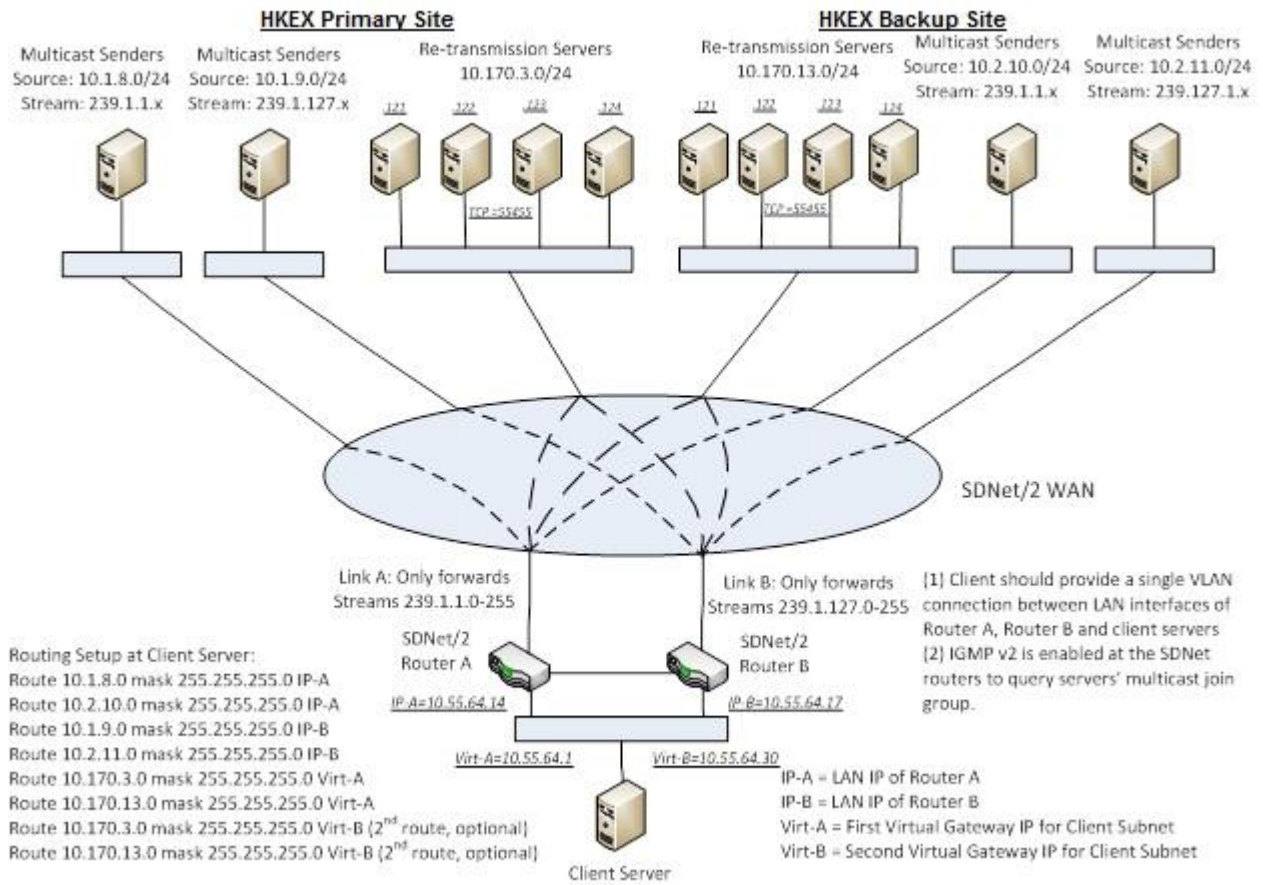 HKEX Primary Site
HKEX Backup Site
Multicast Senders
Source: 10.1.8.0/24
Stream: 239.1.1.x
Multicast Senders
Source: 10.1.9.0/24
Stream: 239.1.127.x
Re-transmission Servers
10.170.3.0/24
Re-transmission Servers
10.170.13.0/24
Multicast Senders
Source: 10.2.10.0/24
Stream: 239.1.1.x
Multicast Senders
Source: 10.2.11.0/24
Stream: 239.127.1.x
.121
.122
.123
.124
.121
.122
.123
.124
TCP=55455
TCP=55455
SDNet/2 WAN
Link A: Only forwards
Streams 239.1.1.0-255
Link B: Only forwards
Streams 239.1.127.0-255
SDNet/2
Router A
SDNet/2
Router B
IP-A=10.55.64.14
IP-B=10.55.64.17
Virt-A=10.55.64.1
Virt-B=10.55.64.30
(1) Client should provide a single VLAN
connection between LAN interfaces of
Router A, Router B and client servers
(2) IGMP v2 is enabled at the SDNet
routers to query servers' multicast join
group.
Routing Setup at Client Server:
Route 10.1.8.0 mask 255.255.255.0 IP-A
Route 10.2.10.0 mask 255.255.255.0 IP-A
Route 10.1.9.0 mask 255.255.255.0 IP-B
Route 10.2.11.0 mask 255.255.255.0 IP-B
Route 10.170.3.0 mask 255.255.255.0 Virt-A
Route 10.170.13.0 mask 255.255.255.0 Virt-A
Route 10.170.3.0 mask 255.255.255.0 Virt-B (2nd route, optional)
Route 10.170.13.0 mask 255.255.255.0 Virt-B (2nd route, optional)
Client Server
IP-A = LAN IP of Router A
IP-B = LAN IP of Router B
Virt-A = First Virtual Gateway IP for Client Subnet
Virt-B = Second Virtual Gateway IP for Client Subnet